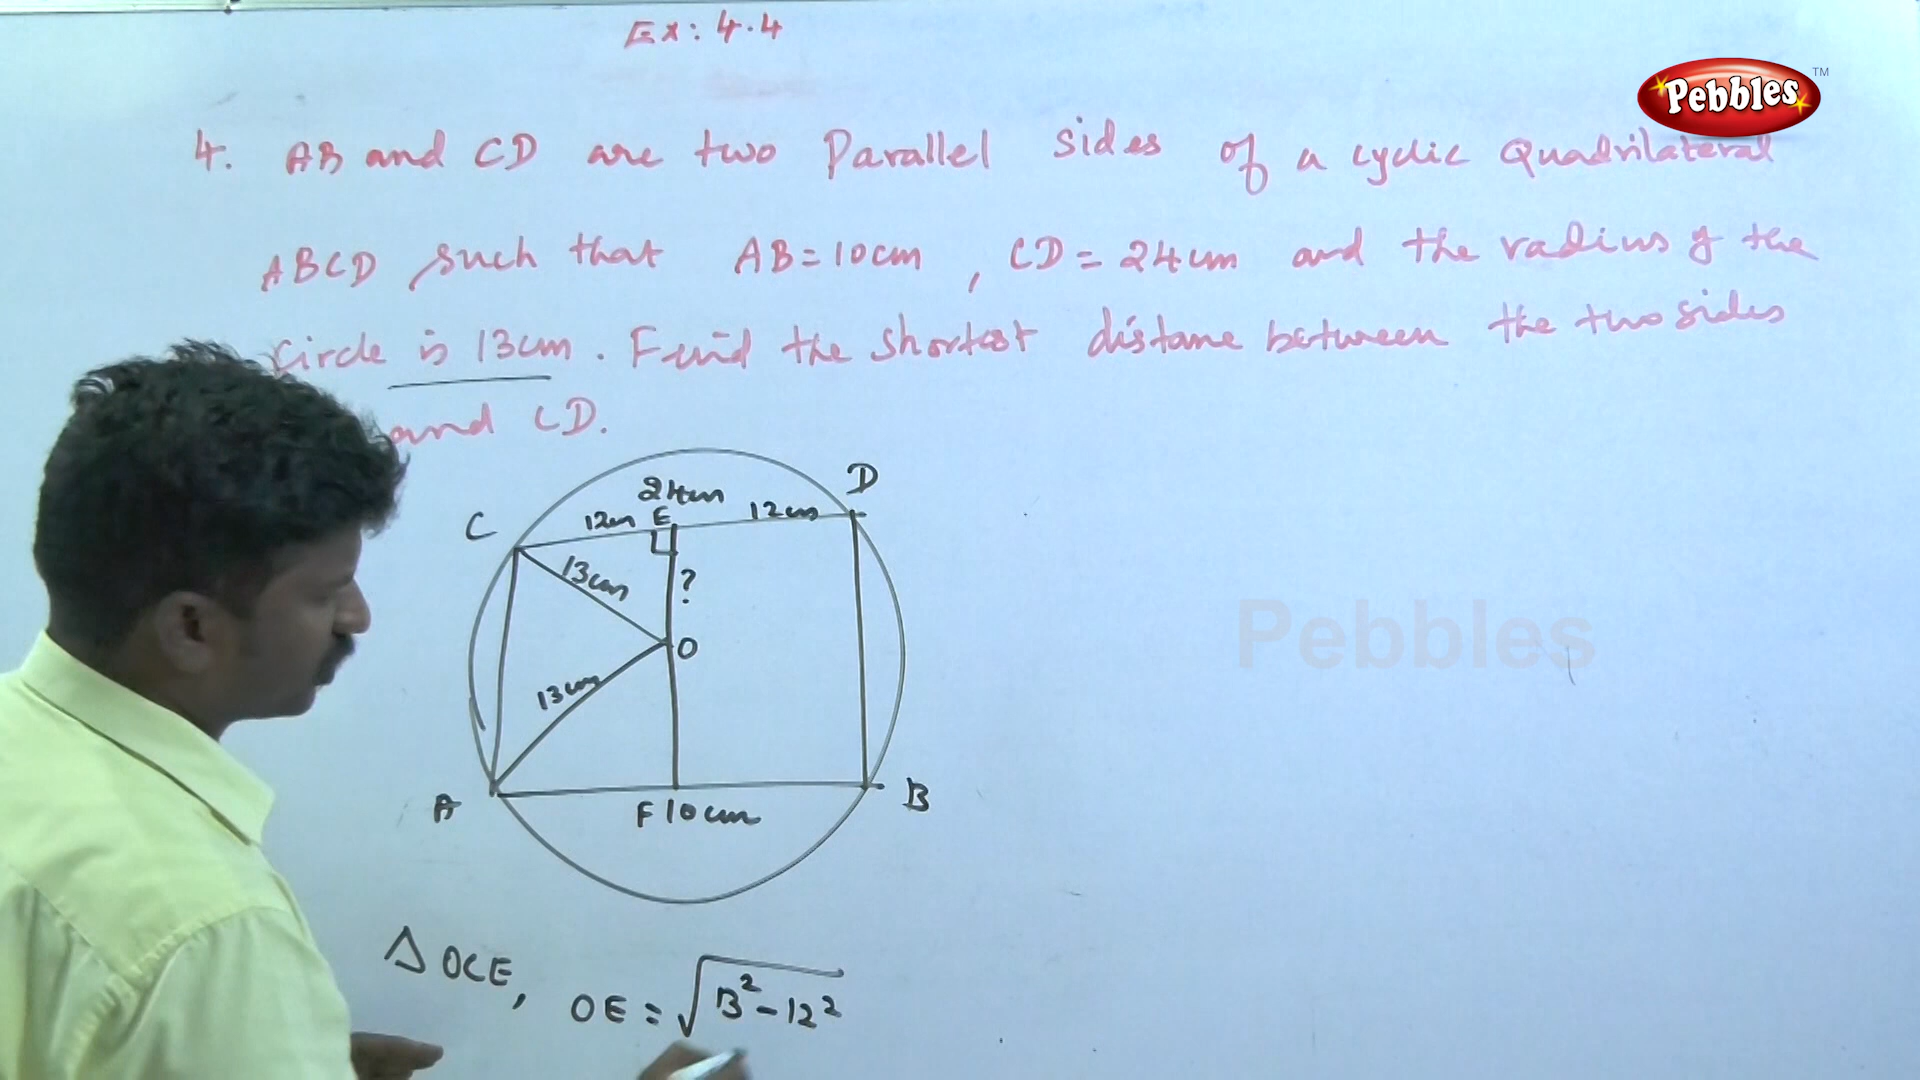 Ex: 4.4
Pebbles™
4. AB and CD are two Parallel sides of a cyclic Quadrilateral
ABCD such that AB=10cm, CD=24cm and the radius of the
Circle is 13cm. Find the shortest distance between the two sides
and CD.
24cm
D
C
12cm
E
12cm
13cm
?
O
13cm
Pebbles
A
F 10cm
B
△ OCE,
OE = √13² - 12²